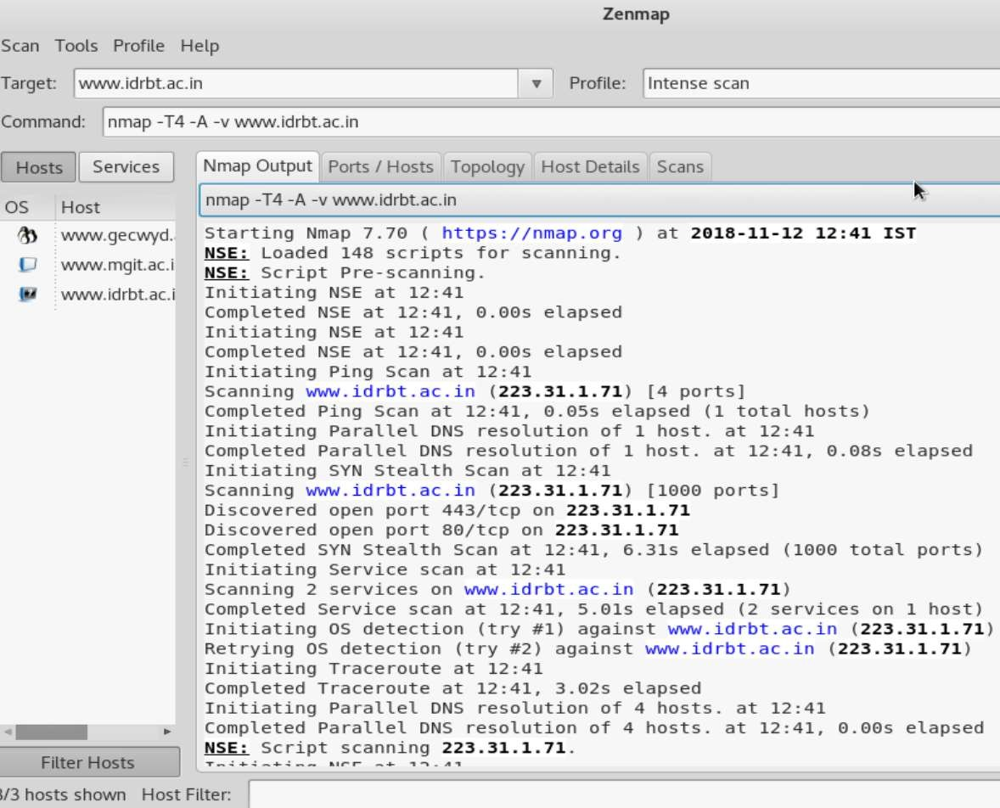 Zenmap
Scan Tools Profile Help
Target: www.idrbt.ac.in Profile: Intense scan
Command: nmap -T4 -A -v www.idrbt.ac.in
Hosts Services
Nmap Output Ports / Hosts Topology Host Details Scans
OS Host
www.gecwyd.
www.mgit.ac.i
www.idrbt.ac.i
nmap -T4 -A -v www.idrbt.ac.in
Starting Nmap 7.70 ( https://nmap.org ) at 2018-11-12 12:41 IST
NSE: Loaded 148 scripts for scanning.
NSE: Script Pre-scanning.
Initiating NSE at 12:41
Completed NSE at 12:41, 0.00s elapsed
Initiating NSE at 12:41
Completed NSE at 12:41, 0.00s elapsed
Initiating Ping Scan at 12:41
Scanning www.idrbt.ac.in (223.31.1.71) [4 ports]
Completed Ping Scan at 12:41, 0.05s elapsed (1 total hosts)
Initiating Parallel DNS resolution of 1 host. at 12:41
Completed Parallel DNS resolution of 1 host. at 12:41, 0.08s elapsed
Initiating SYN Stealth Scan at 12:41
Scanning www.idrbt.ac.in (223.31.1.71) [1000 ports]
Discovered open port 443/tcp on 223.31.1.71
Discovered open port 80/tcp on 223.31.1.71
Completed SYN Stealth Scan at 12:41, 6.31s elapsed (1000 total ports)
Initiating Service scan at 12:41
Scanning 2 services on www.idrbt.ac.in (223.31.1.71)
Completed Service scan at 12:41, 5.01s elapsed (2 services on 1 host)
Initiating OS detection (try #1) against www.idrbt.ac.in (223.31.1.71)
Retrying OS detection (try #2) against www.idrbt.ac.in (223.31.1.71)
Initiating Traceroute at 12:41
Completed Traceroute at 12:41, 3.02s elapsed
Initiating Parallel DNS resolution of 4 hosts. at 12:41
Completed Parallel DNS resolution of 4 hosts. at 12:41, 0.00s elapsed
NSE: Script scanning 223.31.1.71.
Initiating NSE at 12:41
Filter Hosts
3/3 hosts shown Host Filter: